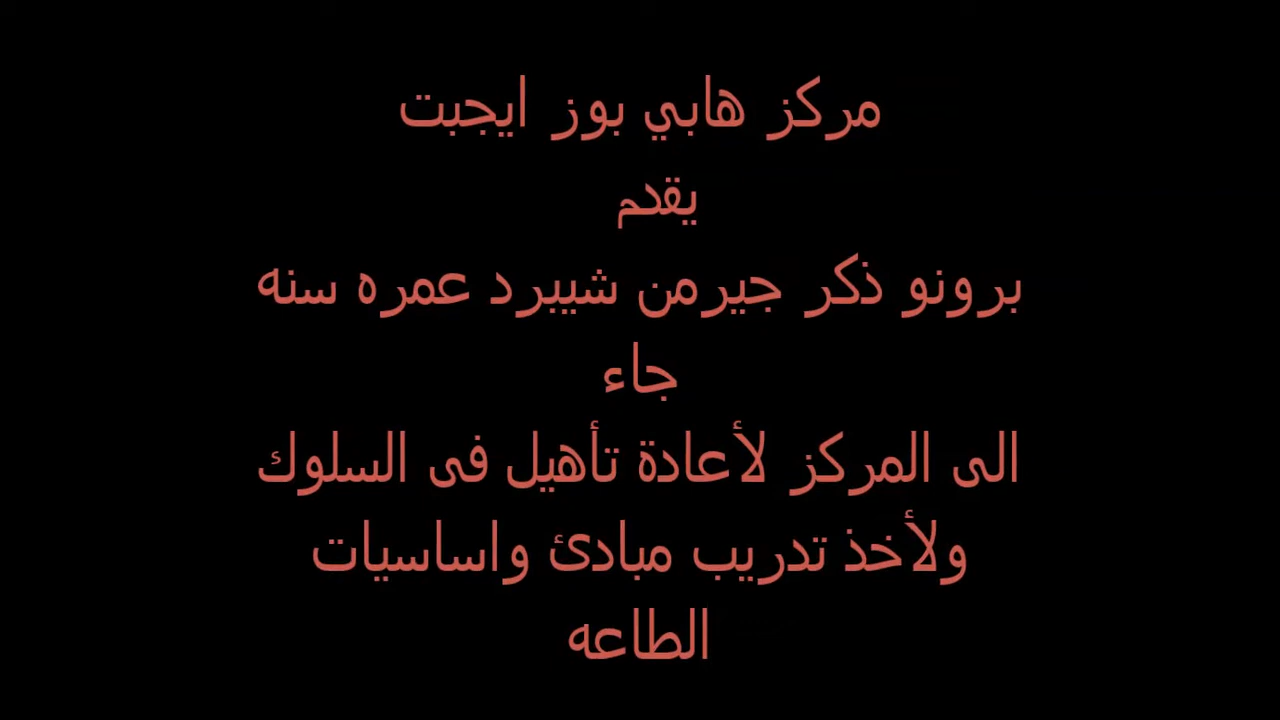 مركز هابي بوز ايجبت
يقدم
برونو ذكر جيرمن شيبرد عمره سنه
جاء
الى المركز لأعادة تأهيل فى السلوك
ولأخذ تدريب مبادئ واساسيات
الطاعه